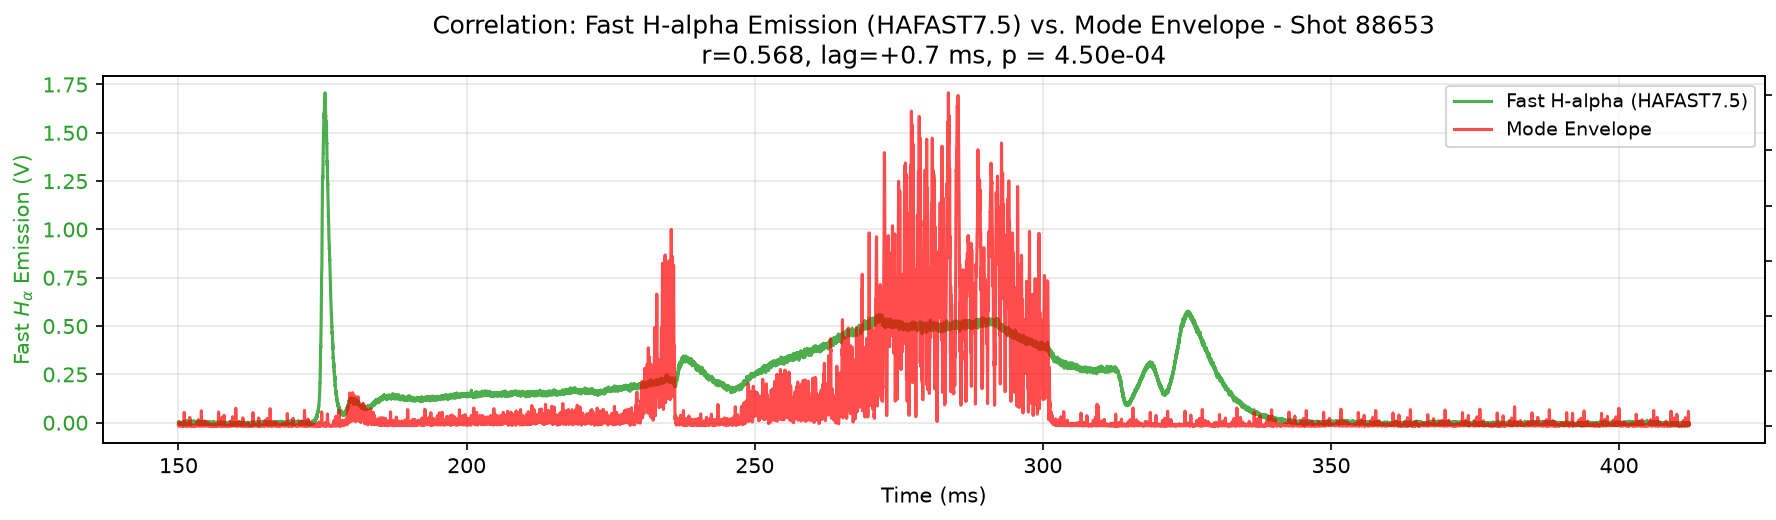 Correlation: Fast H-alpha Emission (HAFAST7.5) vs. Mode Envelope - Shot 88653
r=0.568, lag=+0.7 ms, p = 4.50e-04
Fast H-alpha (HAFAST7.5)
Mode Envelope
Fast Hα Emission (V)
1.75
1.50
1.25
1.00
0.75
0.50
0.25
0.00
150 200 250 300 350 400
Time (ms)